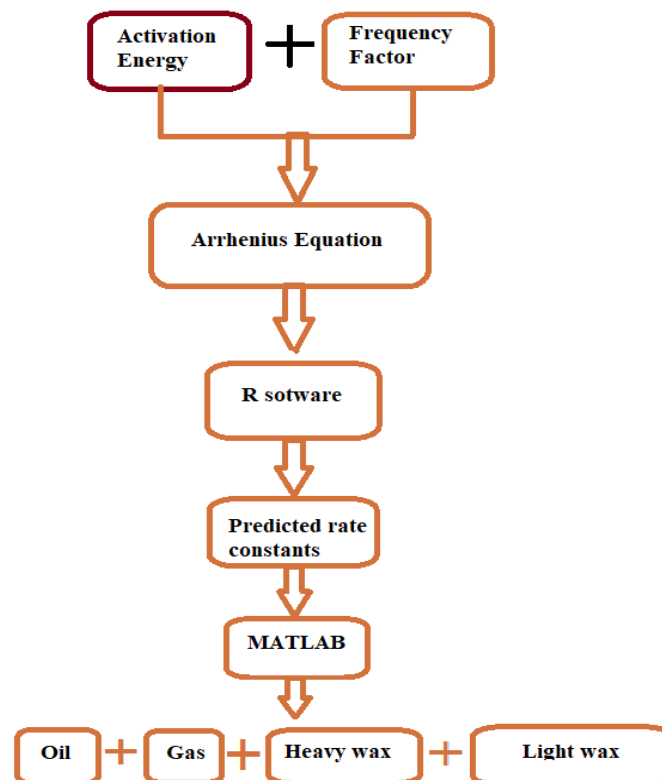 Activation
Energy
Frequency
Factor
Arrhenius Equation
R sotware
Predicted rate
constants
MATLAB
Oil
Gas
Heavy wax
Light wax